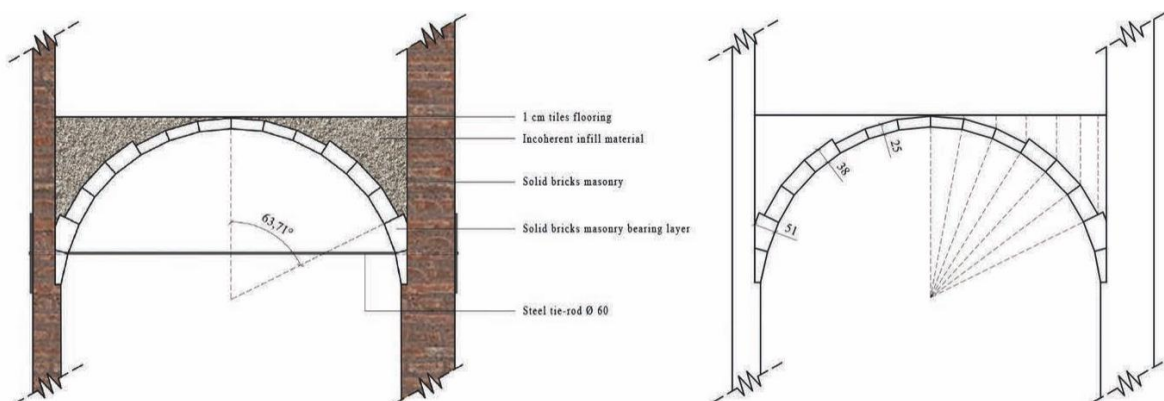 1 cm tiles flooring
Incoherent infill material
Solid bricks masonry
63,71°
Solid bricks masonry bearing layer
Steel tie-rod Ø 60
25
38
51